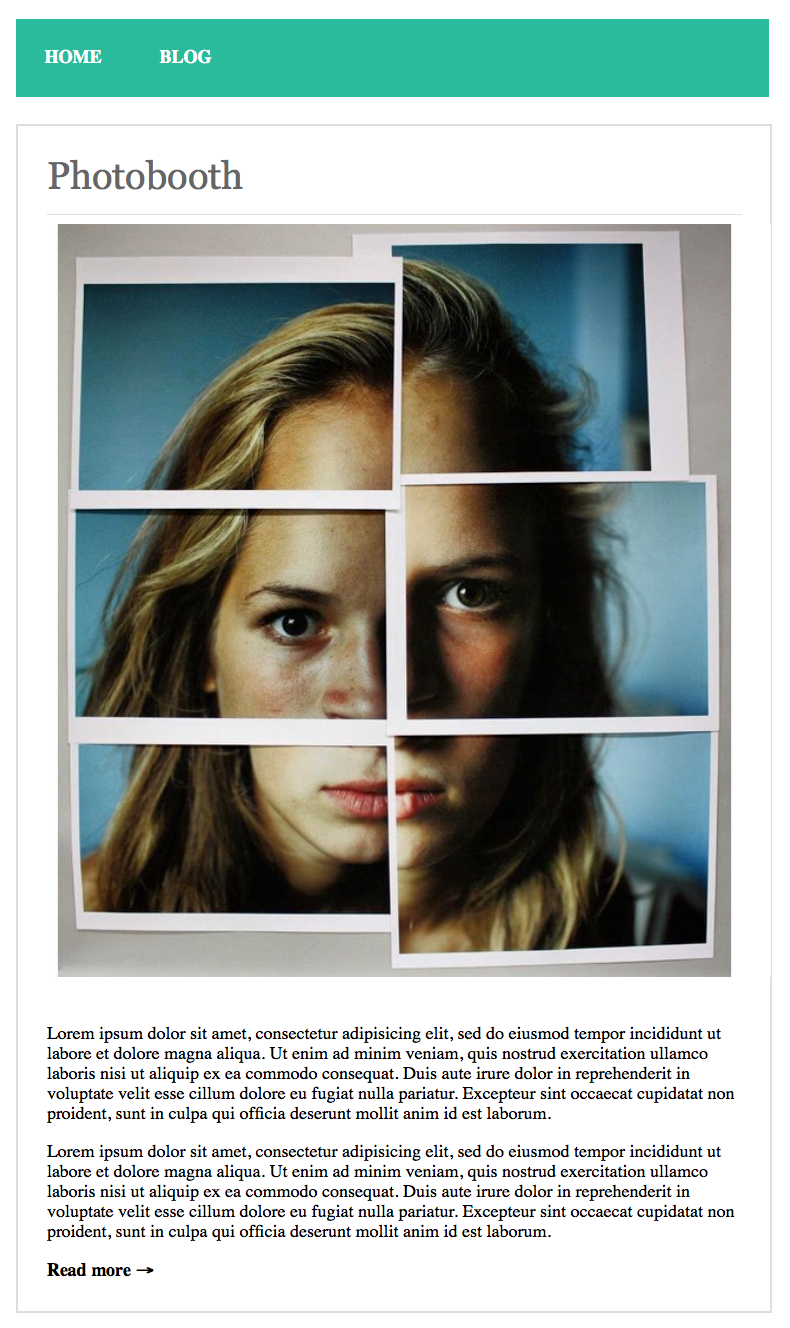 HOME BLOG
Photobooth
Lorem ipsum dolor sit amet, consectetur adipisicing elit, sed do eiusmod tempor incididunt ut
labore et dolore magna aliqua. Ut enim ad minim veniam, quis nostrud exercitation ullamco
laboris nisi ut aliquip ex ea commodo consequat. Duis aute irure dolor in reprehenderit in
voluptate velit esse cillum dolore eu fugiat nulla pariatur. Excepteur sint occaecat cupidatat non
proident, sunt in culpa qui officia deserunt mollit anim id est laborum.
Lorem ipsum dolor sit amet, consectetur adipisicing elit, sed do eiusmod tempor incididunt ut
labore et dolore magna aliqua. Ut enim ad minim veniam, quis nostrud exercitation ullamco
laboris nisi ut aliquip ex ea commodo consequat. Duis aute irure dolor in reprehenderit in
voluptate velit esse cillum dolore eu fugiat nulla pariatur. Excepteur sint occaecat cupidatat non
proident, sunt in culpa qui officia deserunt mollit anim id est laborum.
Read more →